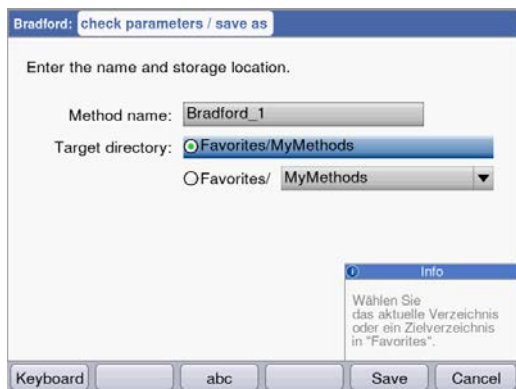 Bradford: check parameters / save as
Enter the name and storage location.
Method name: Bradford_1
Target directory: Favorites/MyMethods
Favorites/ MyMethods
Info
Wählen Sie
das aktuelle Verzeichnis
oder ein Zielverzeichnis
in "Favorites".
Keyboard abc Save Cancel